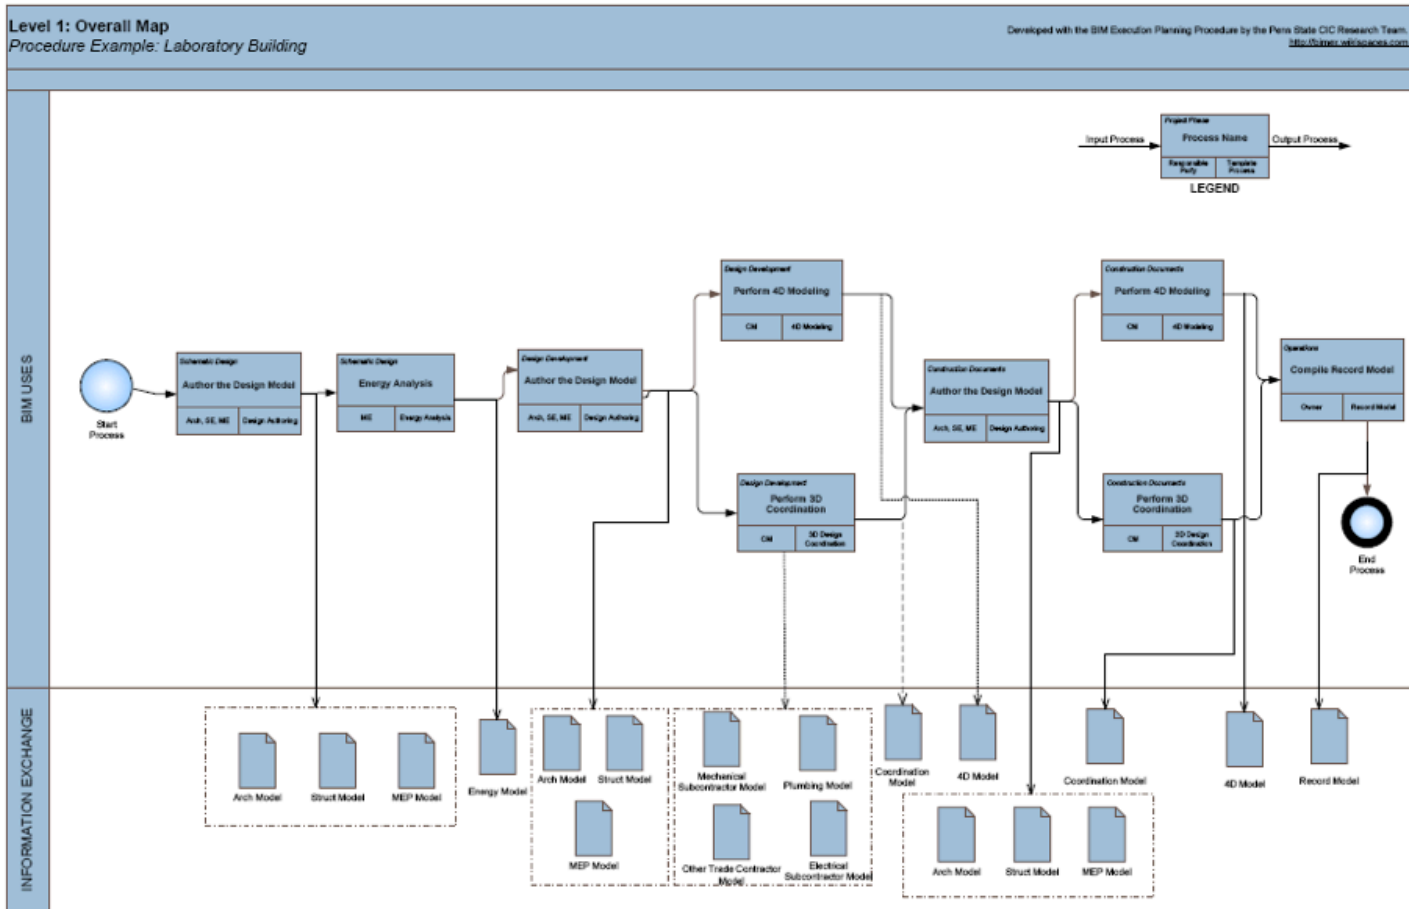 Level 1: Overall Map
Procedure Example: Laboratory Building
Developed with the BIM Execution Planning Procedure by the Penn State CIC Research Team.
http://bimex.wikispaces.com
BIM USES
Project Phase
Process Name
Responsible
Party
Template
Process
Input Process
Output Process
LEGEND
Start
Process
Schematic Design
Author the Design Model
Arch, SE, ME
Design Authoring
Schematic Design
Energy Analysis
ME
Energy Analysis
Design Development
Author the Design Model
Arch, SE, ME
Design Authoring
Design Development
Perform 4D Modeling
CM
4D Modeling
Design Development
Perform 3D
Coordination
CM
3D Design
Coordination
Construction Documents
Author the Design Model
Arch, SE, ME
Design Authoring
Construction Documents
Perform 4D Modeling
CM
4D Modeling
Construction Documents
Perform 3D
Coordination
CM
3D Design
Coordination
Operations
Compile Record Model
Owner
Record Model
End
Process
INFORMATION EXCHANGE
Arch Model
Struct Model
MEP Model
Energy Model
Arch Model
Struct Model
MEP Model
Mechanical
Subcontractor Model
Plumbing Model
Other Trade Contractor
Model
Electrical
Subcontractor Model
Coordination
Model
4D Model
Arch Model
Struct Model
MEP Model
Coordination Model
4D Model
Record Model